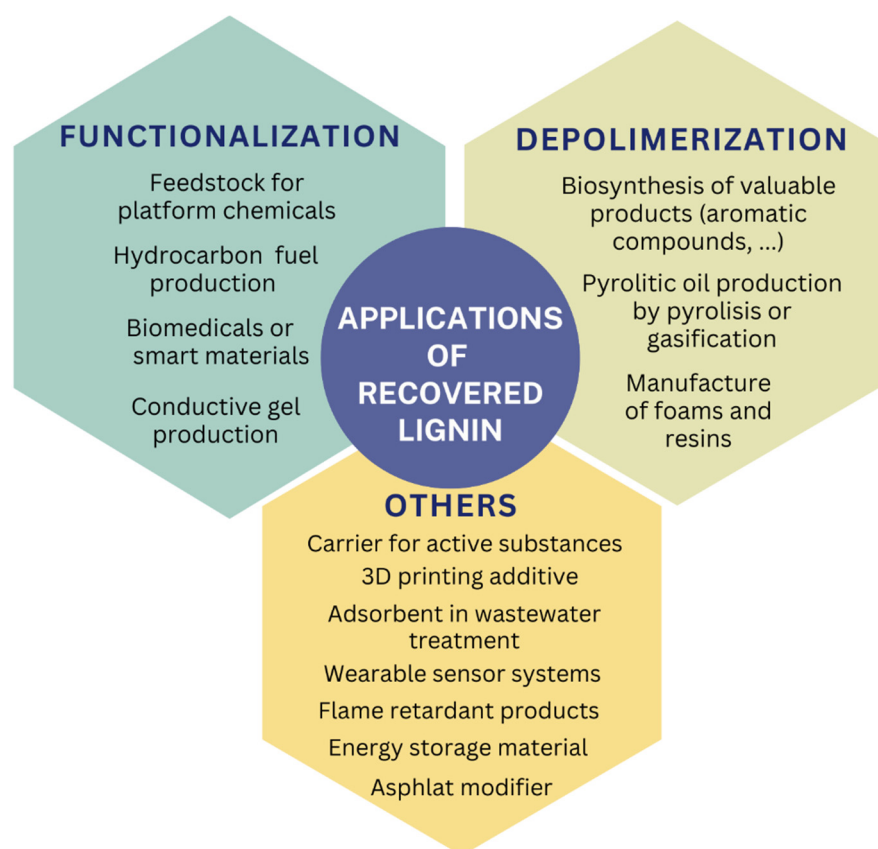 FUNCTIONALIZATION
Feedstock for
platform chemicals
Hydrocarbon fuel
production
Biomedicals or
smart materials
Conductive gel
production
DEPOLIMERIZATION
Biosynthesis of valuable
products (aromatic
compounds, ...)
Pyrolitic oil production
by pyrolisis or
gasification
Manufacture
of foams and
resins
APPLICATIONS
OF
RECOVERED
LIGNIN
OTHERS
Carrier for active substances
3D printing additive
Adsorbent in wastewater
treatment
Wearable sensor systems
Flame retardant products
Energy storage material
Asphlat modifier